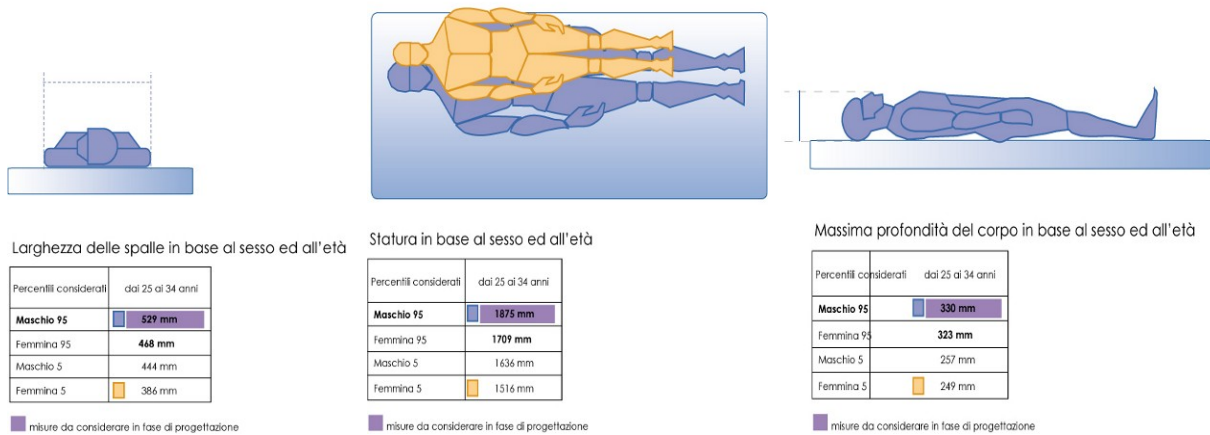 Larghezza delle spalle in base al sesso ed all'età
Percentili considerati dai 25 ai 34 anni
Maschio 95 529 mm
Femmina 95 468 mm
Maschio 5 444 mm
Femmina 5 386 mm
misure da considerare in fase di progettazione
Statura in base al sesso ed all'età
Percentili considerati dai 25 ai 34 anni
Maschio 95 1875 mm
Femmina 95 1709 mm
Maschio 5 1636 mm
Femmina 5 1516 mm
misure da considerare in fase di progettazione
Massima profondità del corpo in base al sesso ed all'età
Percentili considerati dai 25 ai 34 anni
Maschio 95 330 mm
Femmina 95 323 mm
Maschio 5 257 mm
Femmina 5 249 mm
misure da considerare in fase di progettazione